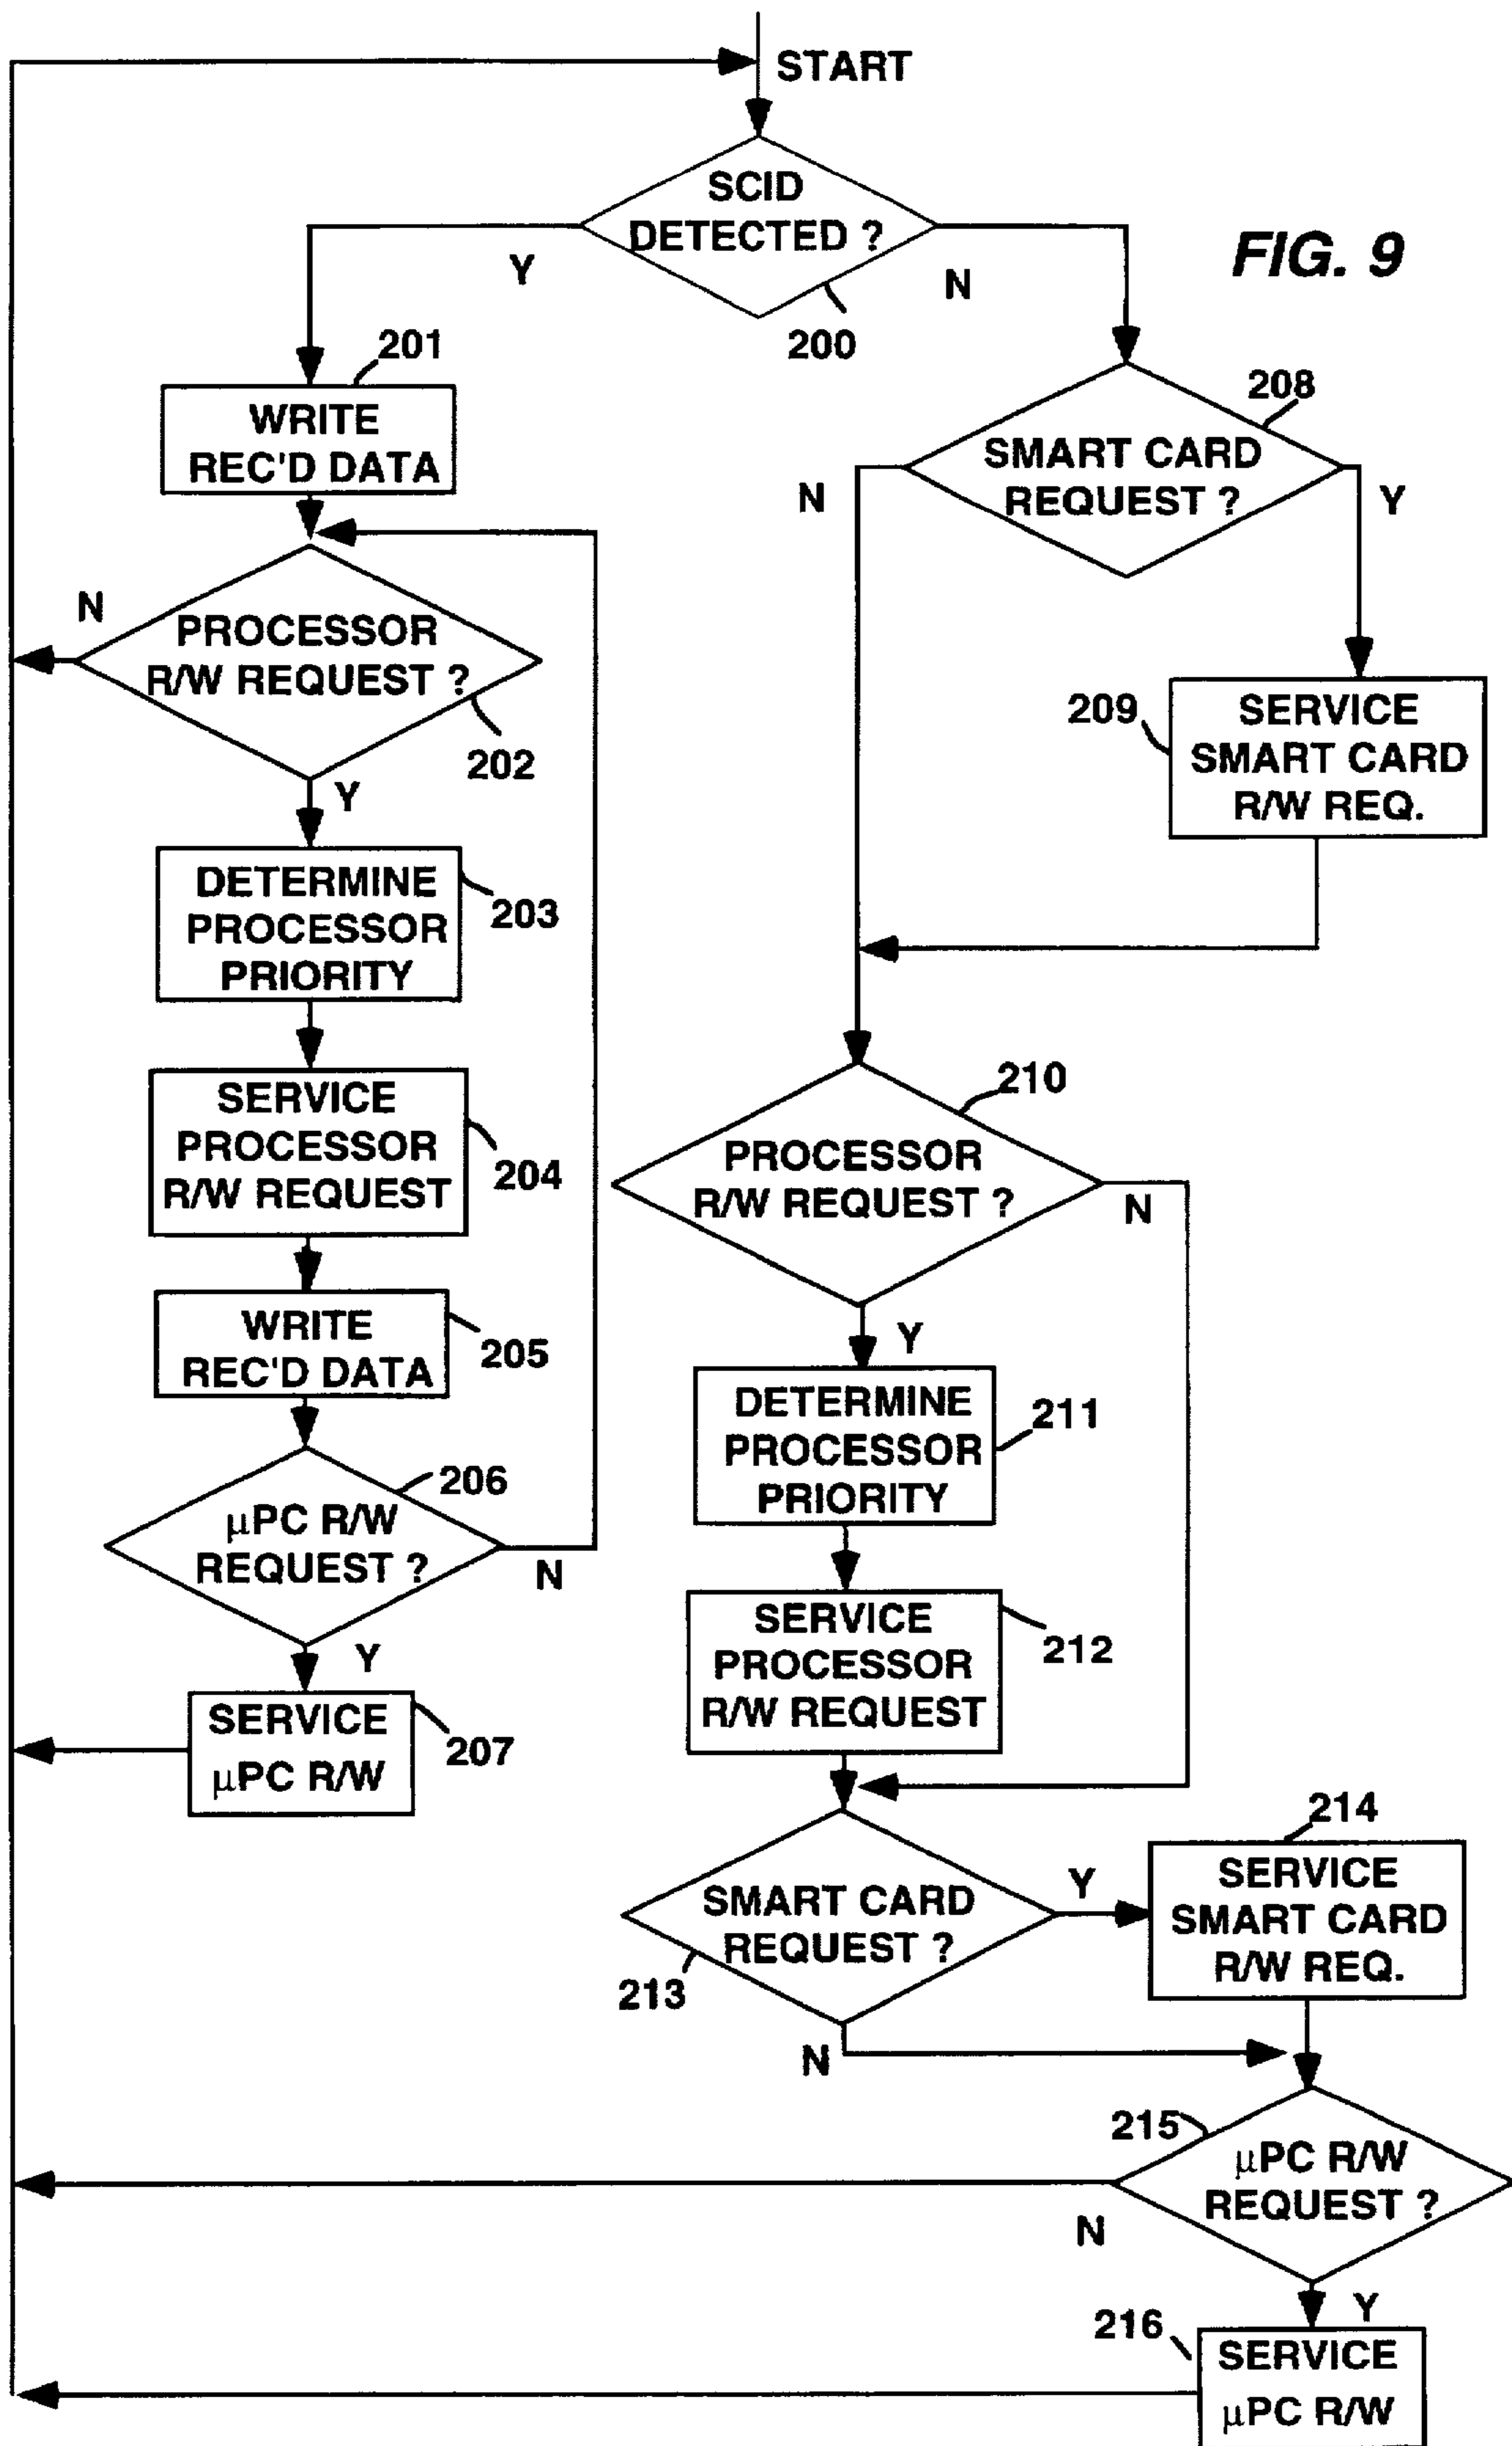 START
SCID
DETECTED ?
FIG. 9
Y
N
200
201
WRITE
REC'D DATA
208
SMART CARD
REQUEST ?
N
Y
N
PROCESSOR
R/W REQUEST ?
202
Y
209
SERVICE
SMART CARD
R/W REQ.
DETERMINE
PROCESSOR
PRIORITY
203
SERVICE
PROCESSOR
R/W REQUEST
204
210
PROCESSOR
R/W REQUEST ?
N
Y
WRITE
REC'D DATA
205
DETERMINE
PROCESSOR
PRIORITY
211
206
µPC R/W
REQUEST ?
N
Y
SERVICE
PROCESSOR
R/W REQUEST
212
SERVICE
µPC R/W
207
214
SMART CARD
REQUEST ?
Y
213
N
SERVICE
SMART CARD
R/W REQ.
215
µPC R/W
REQUEST ?
N
Y
216
SERVICE
µPC R/W